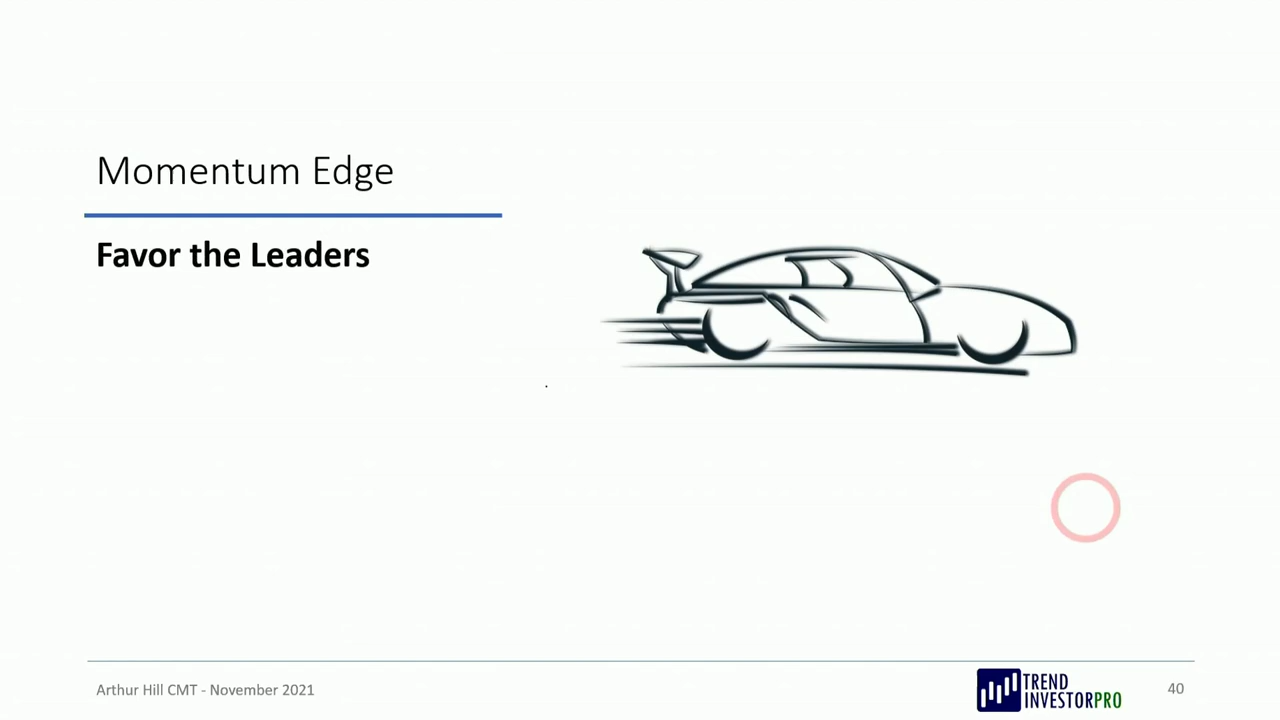 Momentum Edge
Favor the Leaders
Arthur Hill CMT - November 2021
TREND
INVESTORPRO
40